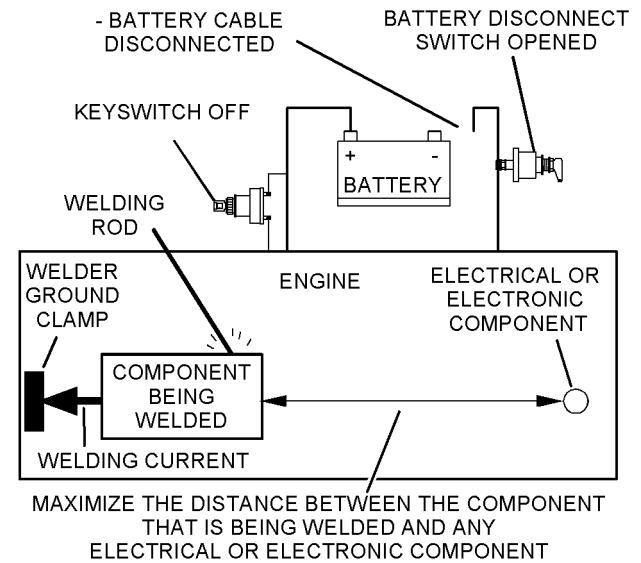 - BATTERY CABLE
DISCONNECTED
BATTERY DISCONNECT
SWITCH OPENED
KEYSWITCH OFF
+ -
BATTERY
WELDING
ROD
WELDER
GROUND
CLAMP
ENGINE
ELECTRICAL OR
ELECTRONIC
COMPONENT
COMPONENT
BEING
WELDED
WELDING CURRENT
MAXIMIZE THE DISTANCE BETWEEN THE COMPONENT
THAT IS BEING WELDED AND ANY
ELECTRICAL OR ELECTRONIC COMPONENT